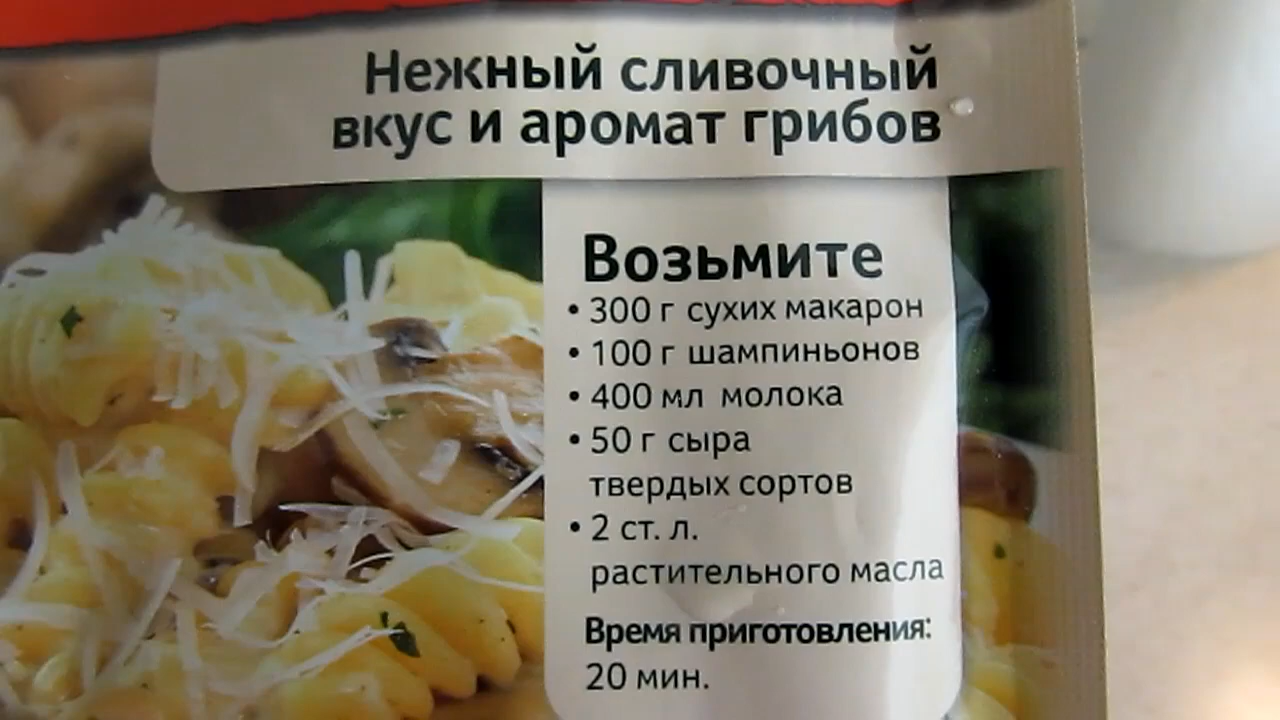 Нежный сливочный
вкус и аромат грибов
Возьмите
• 300 г сухих макарон
• 100 г шампиньонов
• 400 мл молока
• 50 г сыра
твердых сортов
• 2 ст. л.
растительного масла
Время приготовления:
20 мин.